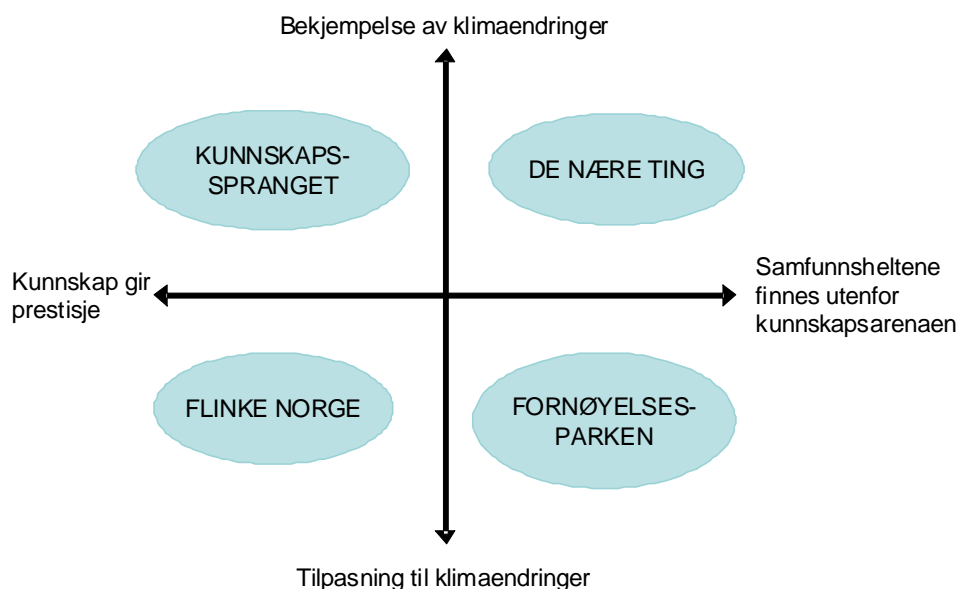 Bekjempelse av klimaendringer
KUNNSKAPS-
SPRANGET
DE NÆRE TING
Kunnskap gir
prestisje
Samfunnsheltene
finnes utenfor
kunnskapsarenaen
FLINKE NORGE
FORNØYELSES-
PARKEN
Tilpasning til klimaendringer